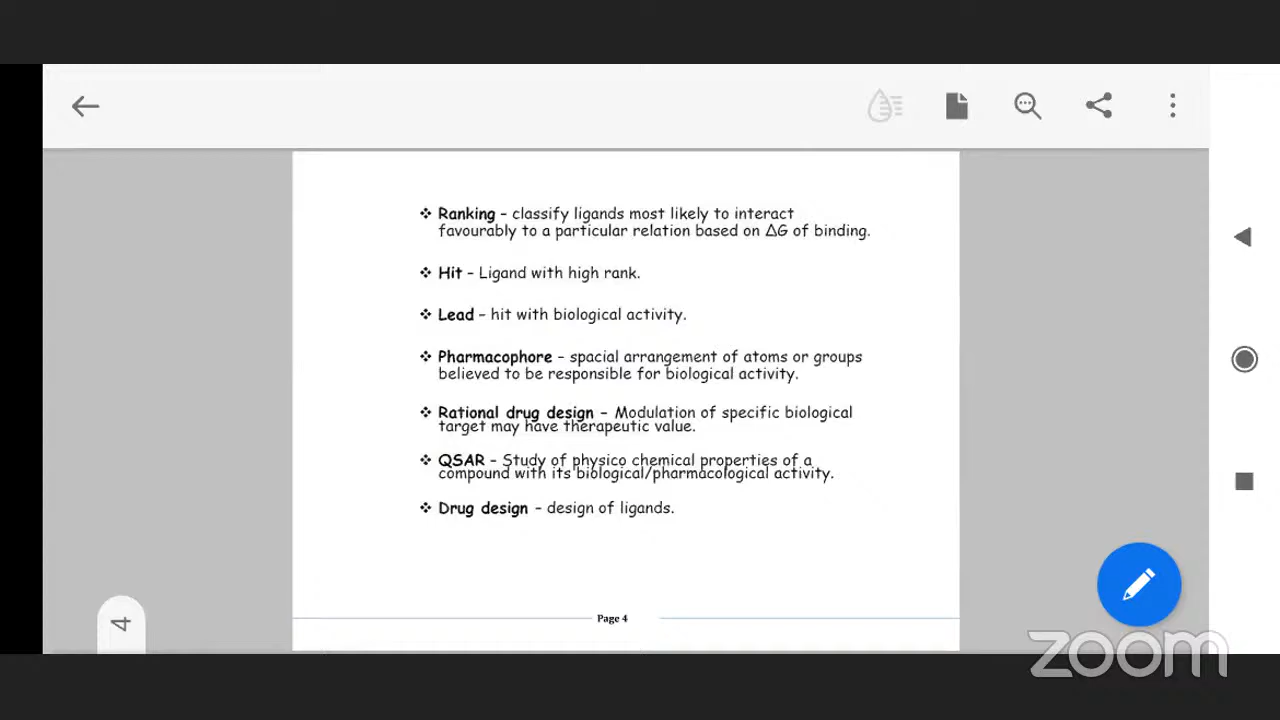 ❖ Ranking – classify ligands most likely to interact
favourably to a particular relation based on ΔG of binding.
❖ Hit – Ligand with high rank.
❖ Lead – hit with biological activity.
❖ Pharmacophore – spacial arrangement of atoms or groups
believed to be responsible for biological activity.
❖ Rational drug design – Modulation of specific biological
target may have therapeutic value.
❖ QSAR – Study of physico chemical properties of a
compound with its biological/pharmacological activity.
❖ Drug design – design of ligands.
Page 4
4
zoom